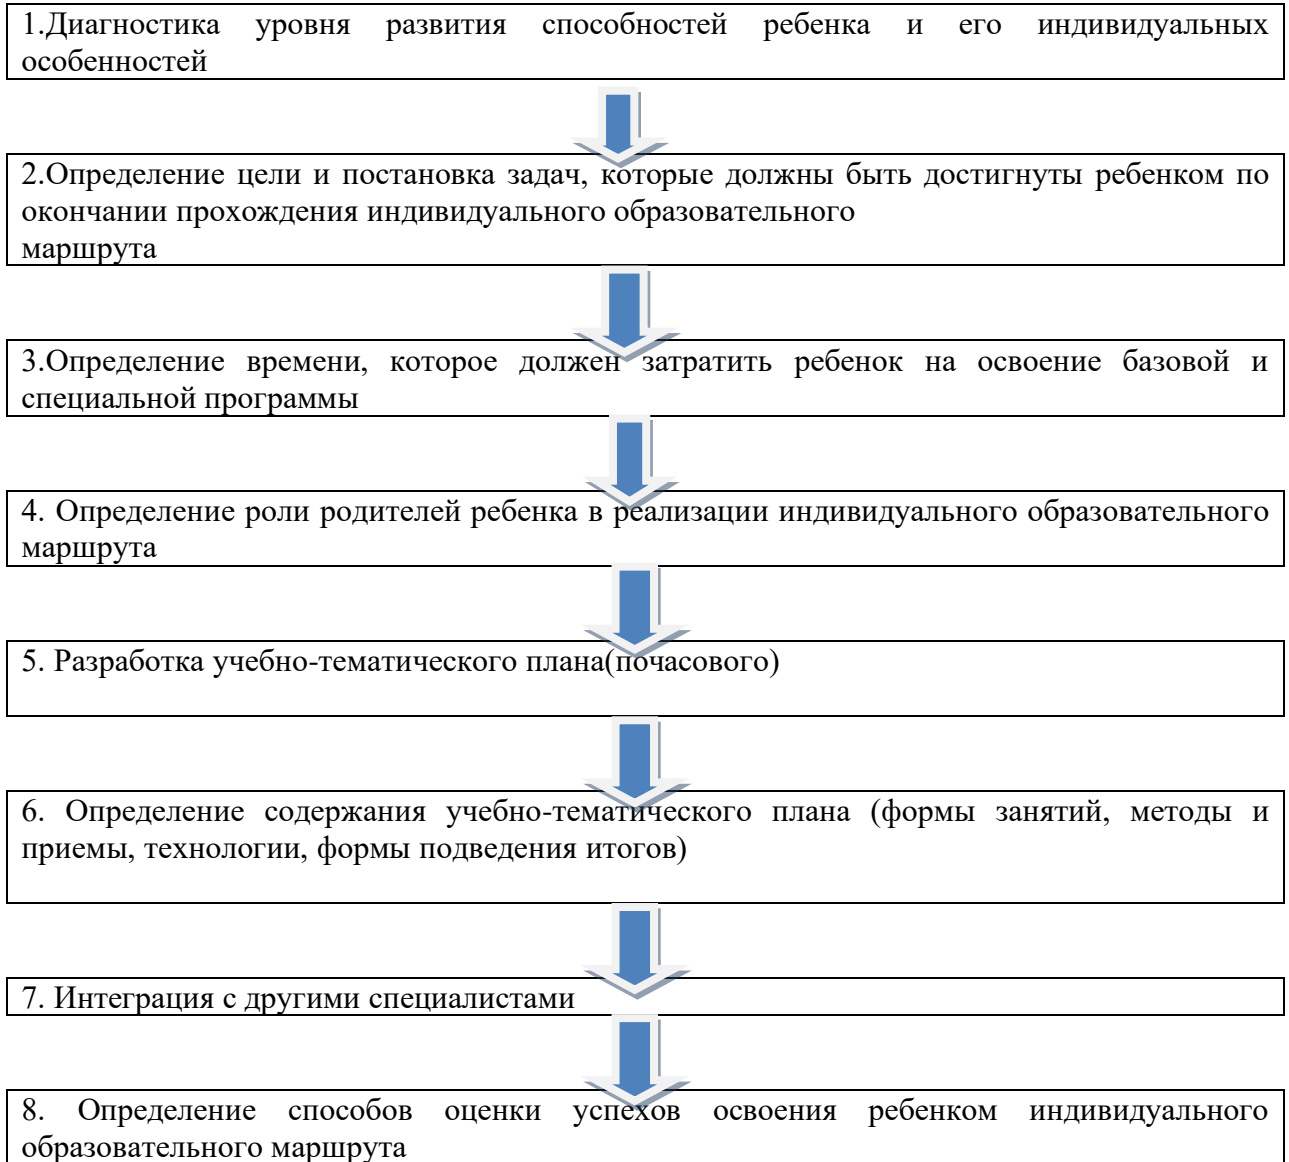 1.Диагностика уровня развития способностей ребенка и его индивидуальных
особенностей
2.Определение цели и постановка задач, которые должны быть достигнуты ребенком по
окончании прохождения индивидуального образовательного
маршрута
3.Определение времени, которое должен затратить ребенок на освоение базовой и
специальной программы
4. Определение роли родителей ребенка в реализации индивидуального образовательного
маршрута
5. Разработка учебно-тематического плана(почасового)
6. Определение содержания учебно-тематического плана (формы занятий, методы и
приемы, технологии, формы подведения итогов)
7. Интеграция с другими специалистами
8. Определение способов оценки успехов освоения ребенком индивидуального
образовательного маршрута